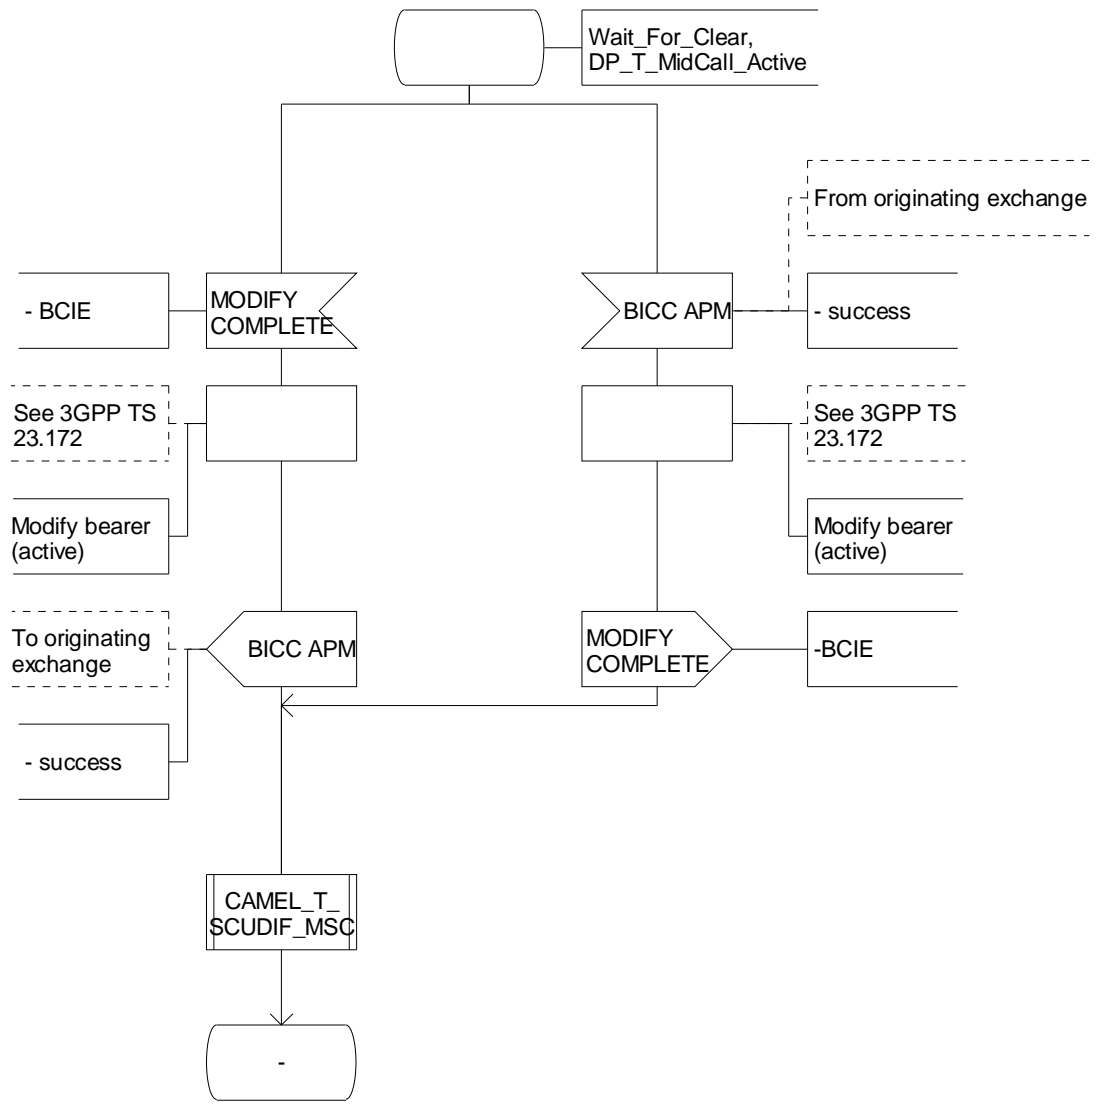 Wait_For_Clear,
DP_T_MidCall_Active
From originating exchange
- BCIE
MODIFY
COMPLETE
BICC APM
- success
See 3GPP TS
23.172
See 3GPP TS
23.172
Modify bearer
(active)
Modify bearer
(active)
To originating
exchange
BICC APM
MODIFY
COMPLETE
-BCIE
- success
CAMEL_T_
SCUDIF_MSC
-